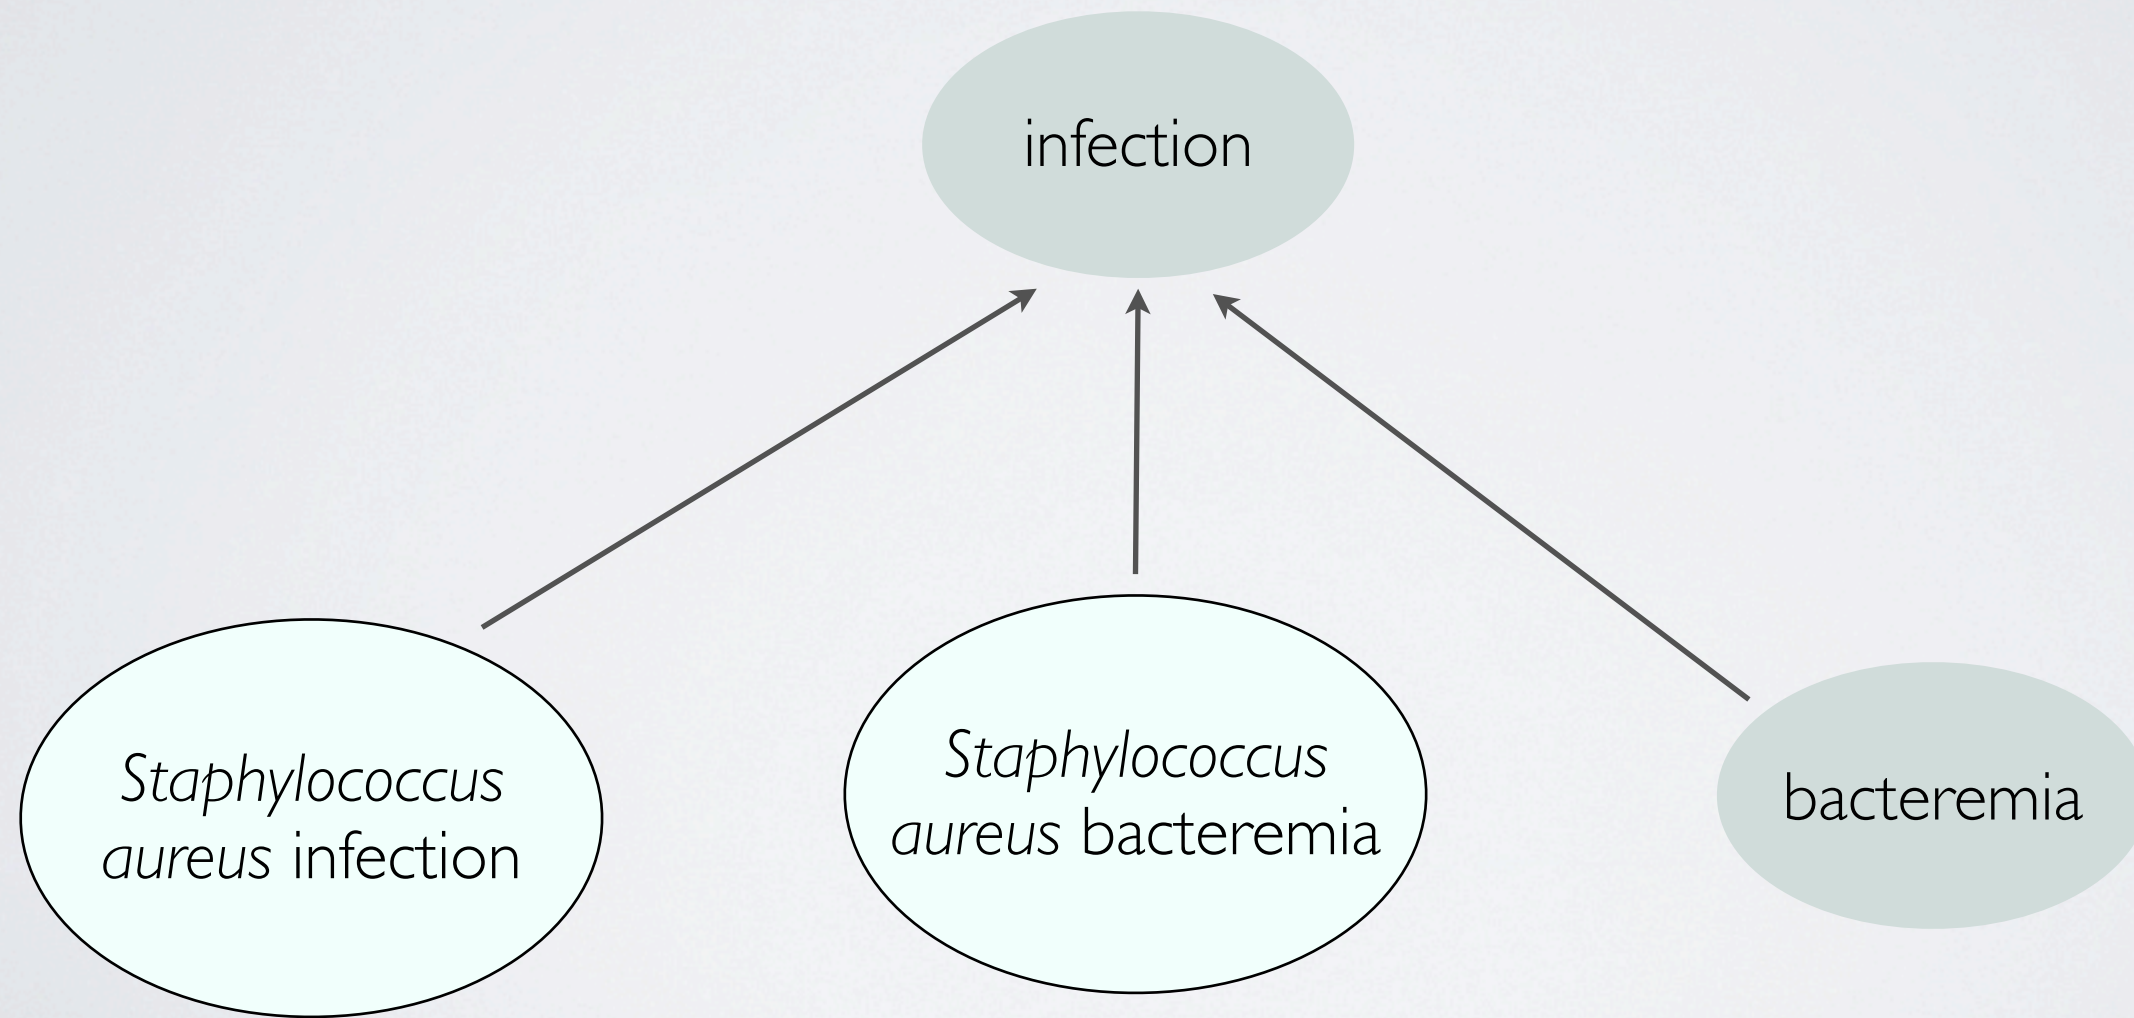 infection
Staphylococcus
aureus infection
Staphylococcus
aureus bacteremia
bacteremia